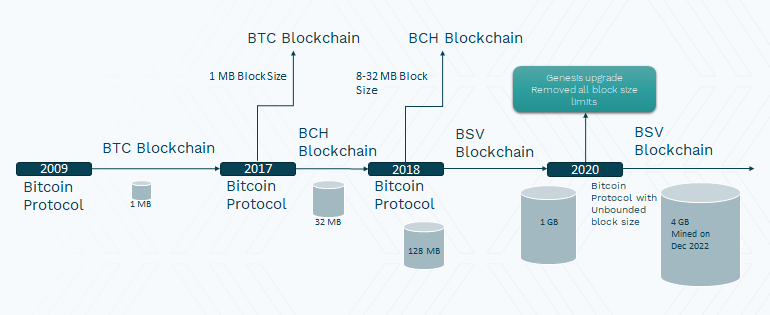 BTC Blockchain
BCH Blockchain
1 MB Block Size
8-32 MB Block
Size
Genesis upgrade
Removed all block size
limits
BTC Blockchain
BCH
Blockchain
BSV
Blockchain
BSV
Blockchain
2009
2017
2018
2020
Bitcoin
Protocol
1 MB
Bitcoin
Protocol
32 MB
Bitcoin
Protocol
128 MB
1 GB
Bitcoin
Protocol with
Unbounded
block size
4 GB
Mined on
Dec 2022